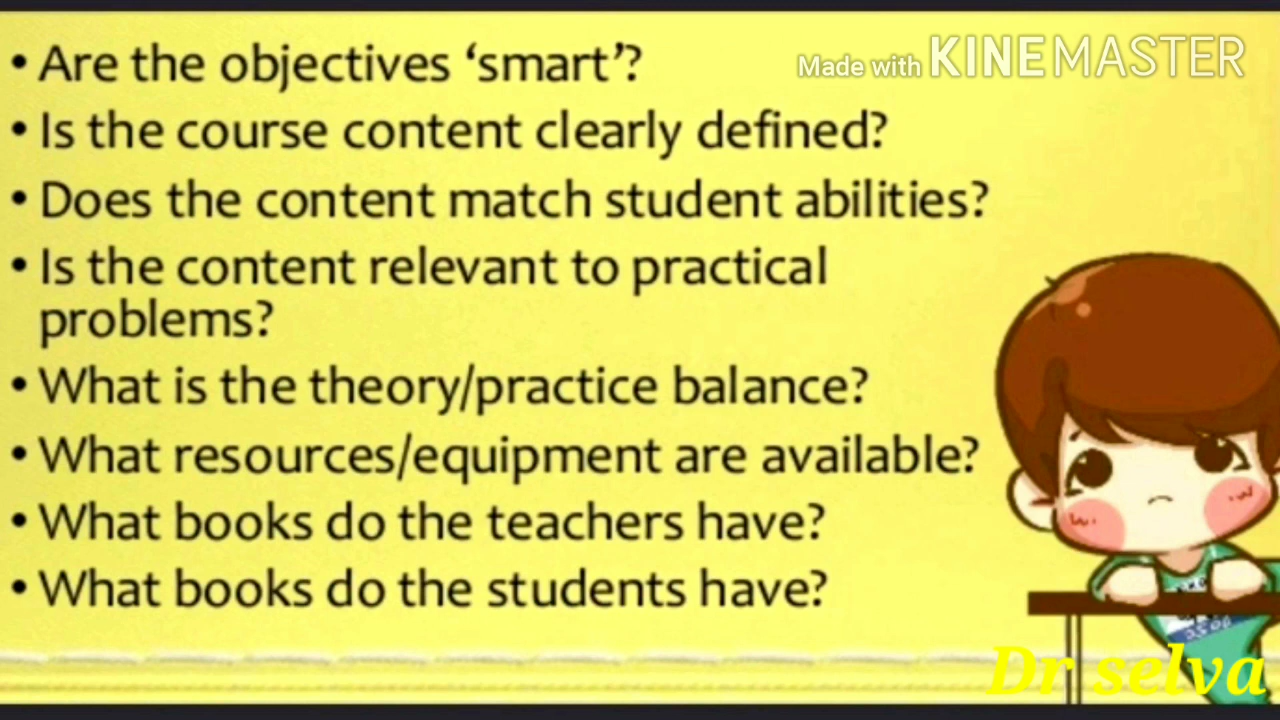 Made with KINEMASTER
• Are the objectives ‘smart’?
• Is the course content clearly defined?
• Does the content match student abilities?
• Is the content relevant to practical
problems?
• What is the theory/practice balance?
• What resources/equipment are available?
• What books do the teachers have?
• What books do the students have?
Dr selva